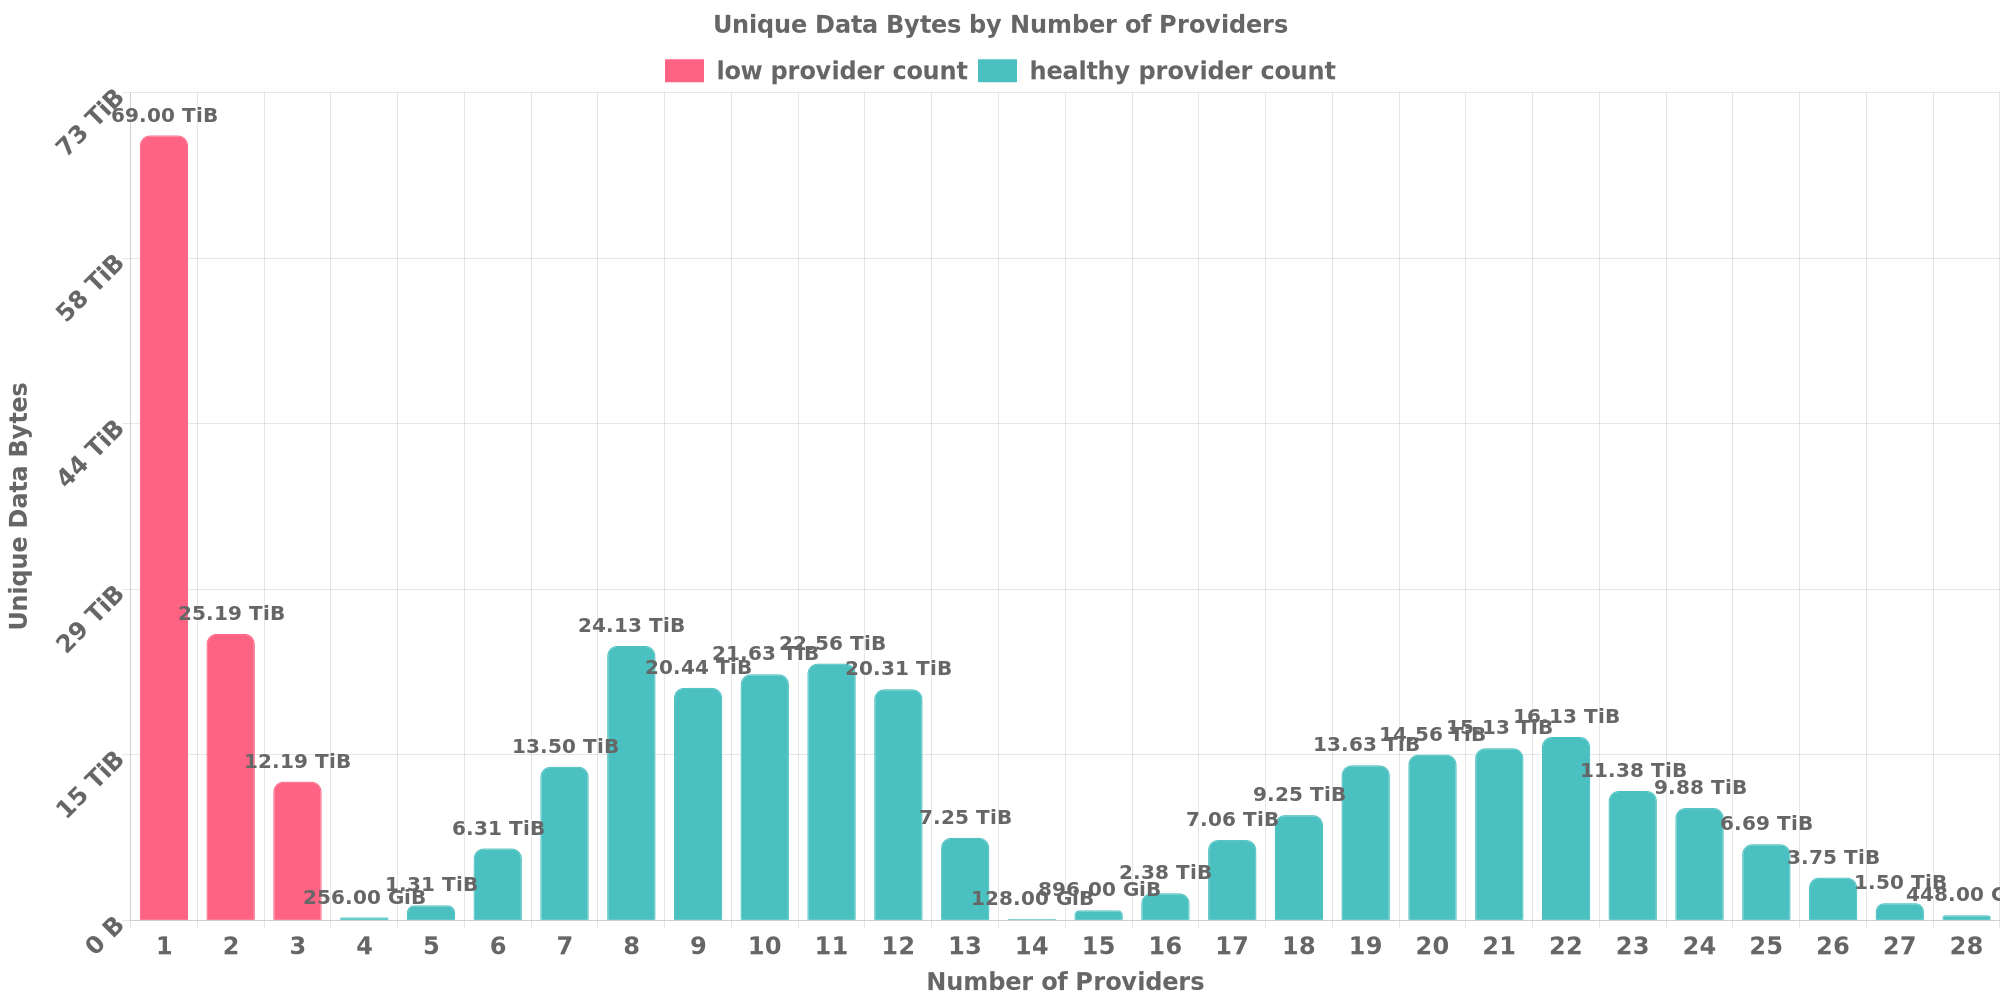 Unique Data Bytes by Number of Providers
low provider count healthy provider count
Unique Data Bytes
73 TiB
58 TiB
44 TiB
29 TiB
15 TiB
0 B
69.00 TiB
25.19 TiB
12.19 TiB
256.00 GiB
1.31 TiB
6.31 TiB
13.50 TiB
24.13 TiB
20.44 TiB
21.63 TiB
22.56 TiB
20.31 TiB
7.25 TiB
128.00 GiB
896.00 GiB
2.38 TiB
7.06 TiB
9.25 TiB
13.63 TiB
14.56 TiB
15.13 TiB
16.13 TiB
11.38 TiB
9.88 TiB
6.69 TiB
3.75 TiB
1.50 TiB
448.00 G
1 2 3 4 5 6 7 8 9 10 11 12 13 14 15 16 17 18 19 20 21 22 23 24 25 26 27 28
Number of Providers